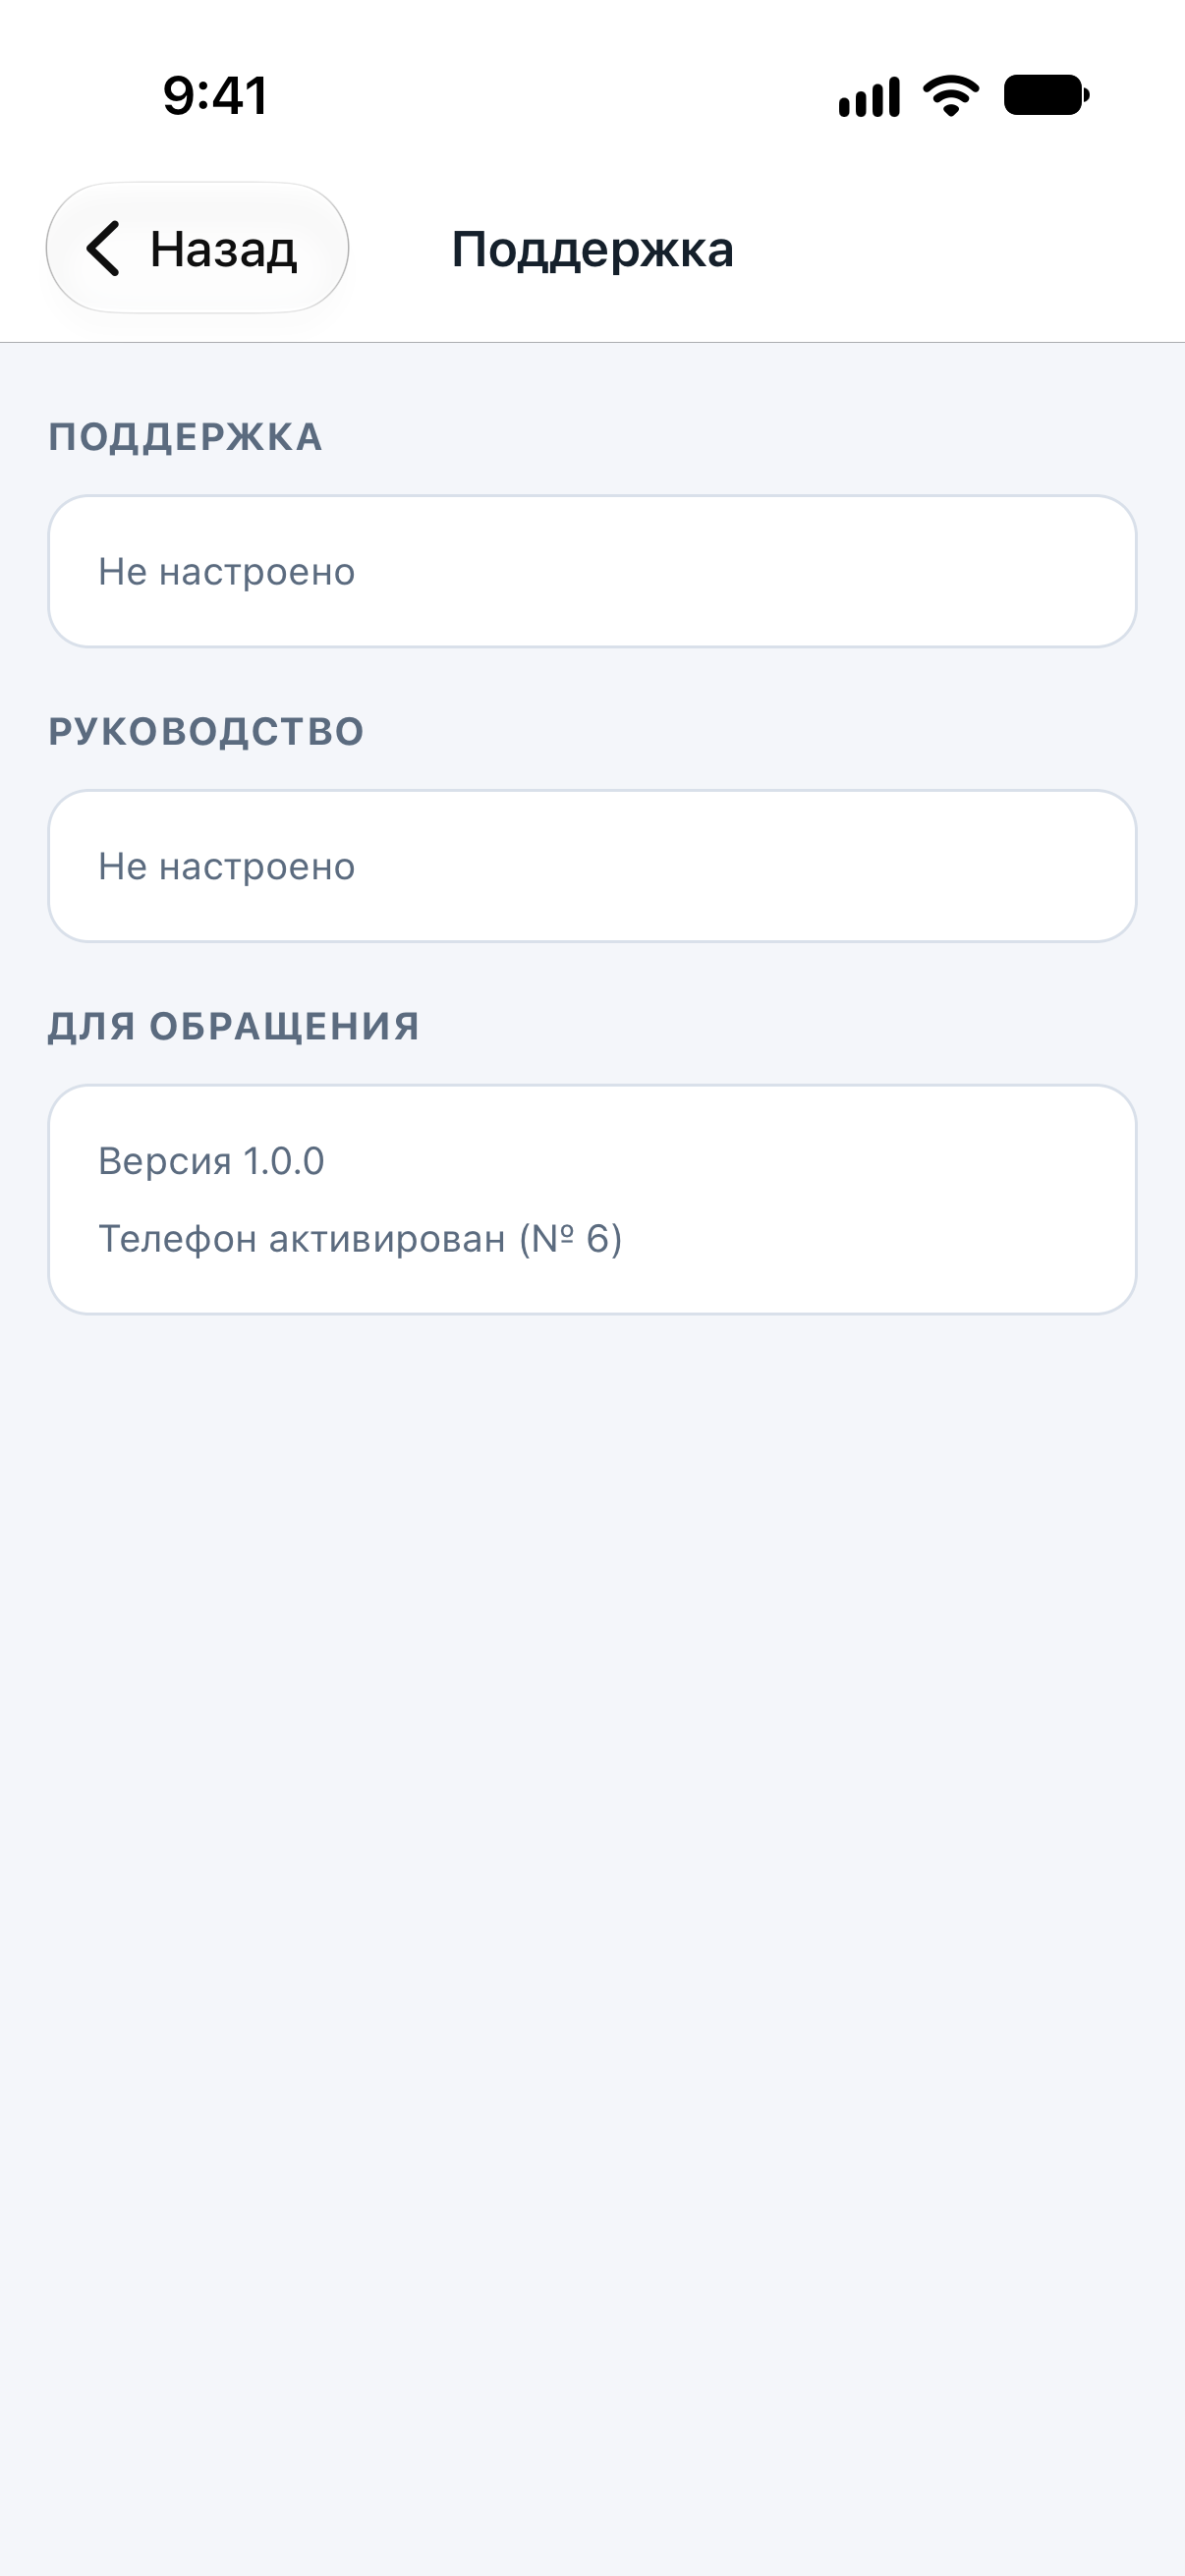 9:41
Назад
Поддержка
ПОДДЕРЖКА
Не настроено
РУКОВОДСТВО
Не настроено
ДЛЯ ОБРАЩЕНИЯ
Версия 1.0.0
Телефон активирован (№ 6)